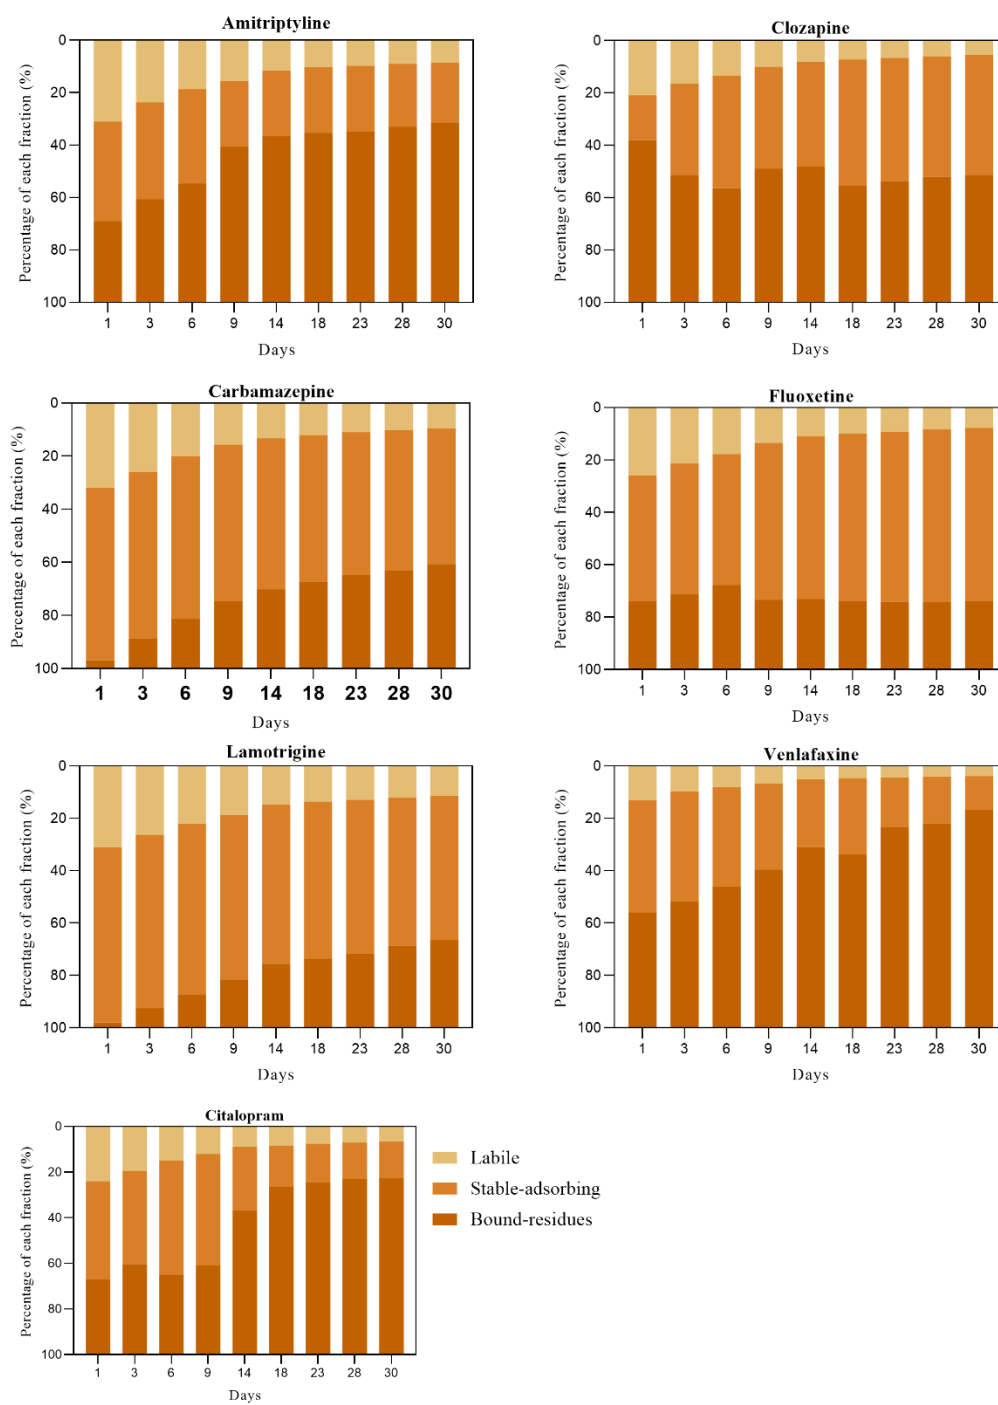 Amitriptyline
Percentage of each fraction (%)
0
20
40
60
80
100
1 3 6 9 14 18 23 28 30
Days
Clozapine
Percentage of each fraction (%)
0
20
40
60
80
100
1 3 6 9 14 18 23 28 30
Days
Carbamazepine
Percentage of each fraction (%)
0
20
40
60
80
100
1 3 6 9 14 18 23 28 30
Days
Fluoxetine
Percentage of each fraction (%)
0
20
40
60
80
100
1 3 6 9 14 18 23 28 30
Days
Lamotrigine
Percentage of each fraction (%)
0
20
40
60
80
100
1 3 6 9 14 18 23 28 30
Days
Venlafaxine
Percentage of each fraction (%)
0
20
40
60
80
100
1 3 6 9 14 18 23 28 30
Days
Citalopram
Percentage of each fraction (%)
0
20
40
60
80
100
1 3 6 9 14 18 23 28 30
Days
Labile
Stable-adsorbing
Bound-residues